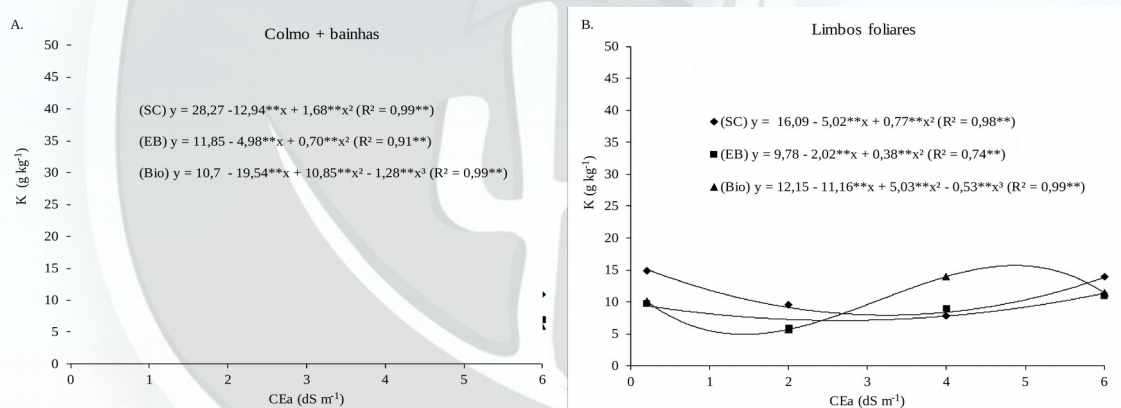 A.
Colmo + bainhas
50
45
40
35
30
25
20
15
10
5
0
K (g kg⁻¹)
(SC) y = 28,27 -12,94**x + 1,68**x² (R² = 0,99**)
(EB) y = 11,85 - 4,98**x + 0,70**x² (R² = 0,91**)
(Bio) y = 10,7 - 19,54**x + 10,85**x² - 1,28**x³ (R² = 0,99**)
0 1 2 3 4 5 6
CEa (dS m⁻¹)
B.
Limbos foliares
50
45
40
35
30
25
20
15
10
5
0
K (g kg⁻¹)
(SC) y = 16,09 - 5,02**x + 0,77**x² (R² = 0,98**)
(EB) y = 9,78 - 2,02**x + 0,38**x² (R² = 0,74**)
(Bio) y = 12,15 - 11,16**x + 5,03**x² - 0,53**x³ (R² = 0,99**)
0 1 2 3 4 5 6
CEa (dS m⁻¹)